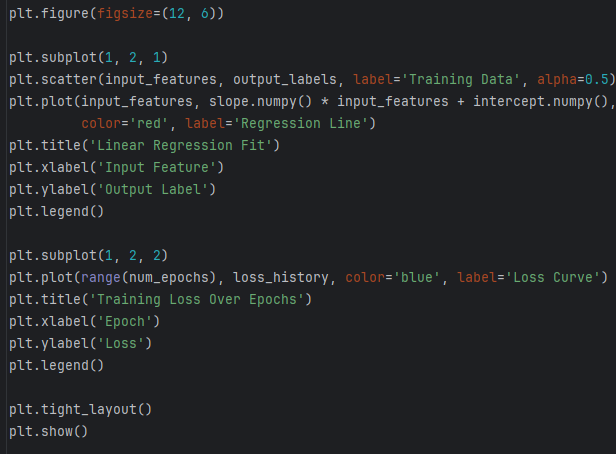 plt.figure(figsize=(12, 6))
plt.subplot(1, 2, 1)
plt.scatter(input_features, output_labels, label='Training Data', alpha=0.5)
plt.plot(input_features, slope.numpy() * input_features + intercept.numpy(),
color='red', label='Regression Line')
plt.title('Linear Regression Fit')
plt.xlabel('Input Feature')
plt.ylabel('Output Label')
plt.legend()
plt.subplot(1, 2, 2)
plt.plot(range(num_epochs), loss_history, color='blue', label='Loss Curve')
plt.title('Training Loss Over Epochs')
plt.xlabel('Epoch')
plt.ylabel('Loss')
plt.legend()
plt.tight_layout()
plt.show()